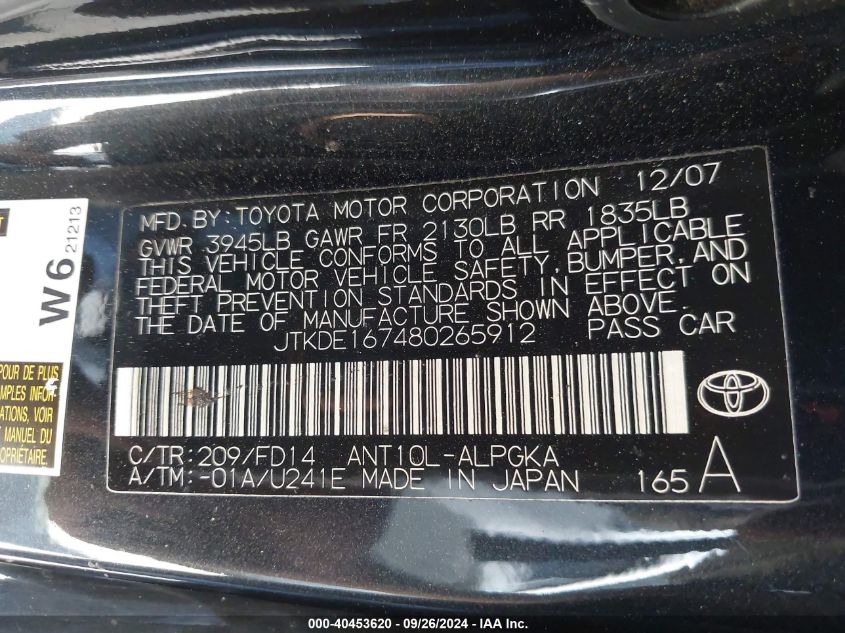 MFD. BY: TOYOTA MOTOR CORPORATION 12/07
GVWR 3945LB GAWR FR 2130LB RR 1835LB
THIS VEHICLE CONFORMS TO ALL APPLICABLE
FEDERAL MOTOR VEHICLE SAFETY, BUMPER, AND
THEFT PREVENTION STANDARDS IN EFFECT ON
THE DATE OF MANUFACTURE SHOWN ABOVE.
JTKDE167480265912 PASS CAR
C/TR: 209/FD14 ANT10L-ALPGKA
A/TM: -01A/U241E MADE IN JAPAN 165 A
W6 21213
POUR DE PLUS
AMPLES INFOR-
ATIONS, VOIR
MANUEL DU
PRIÉTAIRE.
000-40453620 - 09/26/2024 - IAA Inc.